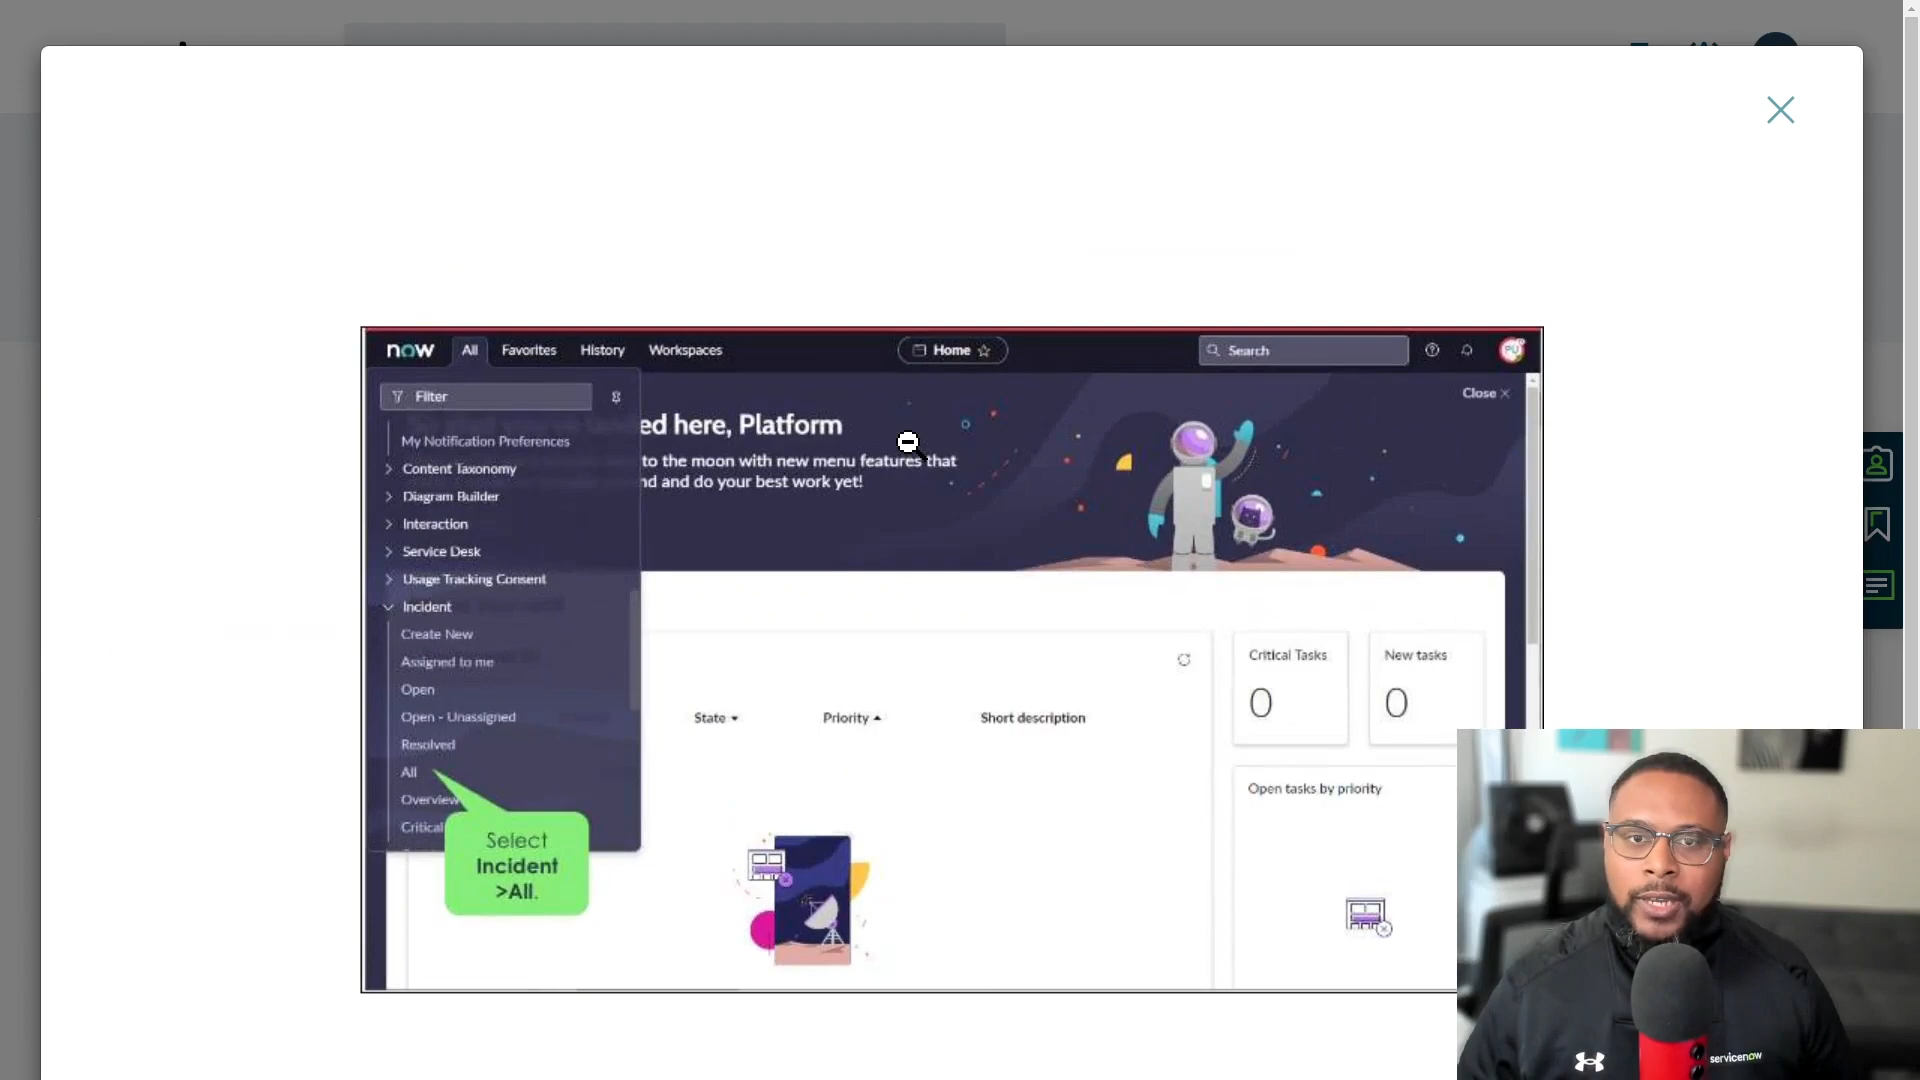 now All Favorites History Workspaces Home Search PU
Filter
Close
ed here, Platform
to the moon with new menu features that
nd and do your best work yet!
My Notification Preferences
Content Taxonomy
Diagram Builder
Interaction
Service Desk
Usage Tracking Consent
Incident
Create New
Assigned to me
Open
Open - Unassigned
Resolved
All
Overview
Critical
Select
Incident
>All.
State Priority Short description
Critical Tasks
0
New tasks
0
Open tasks by priority
servicenow